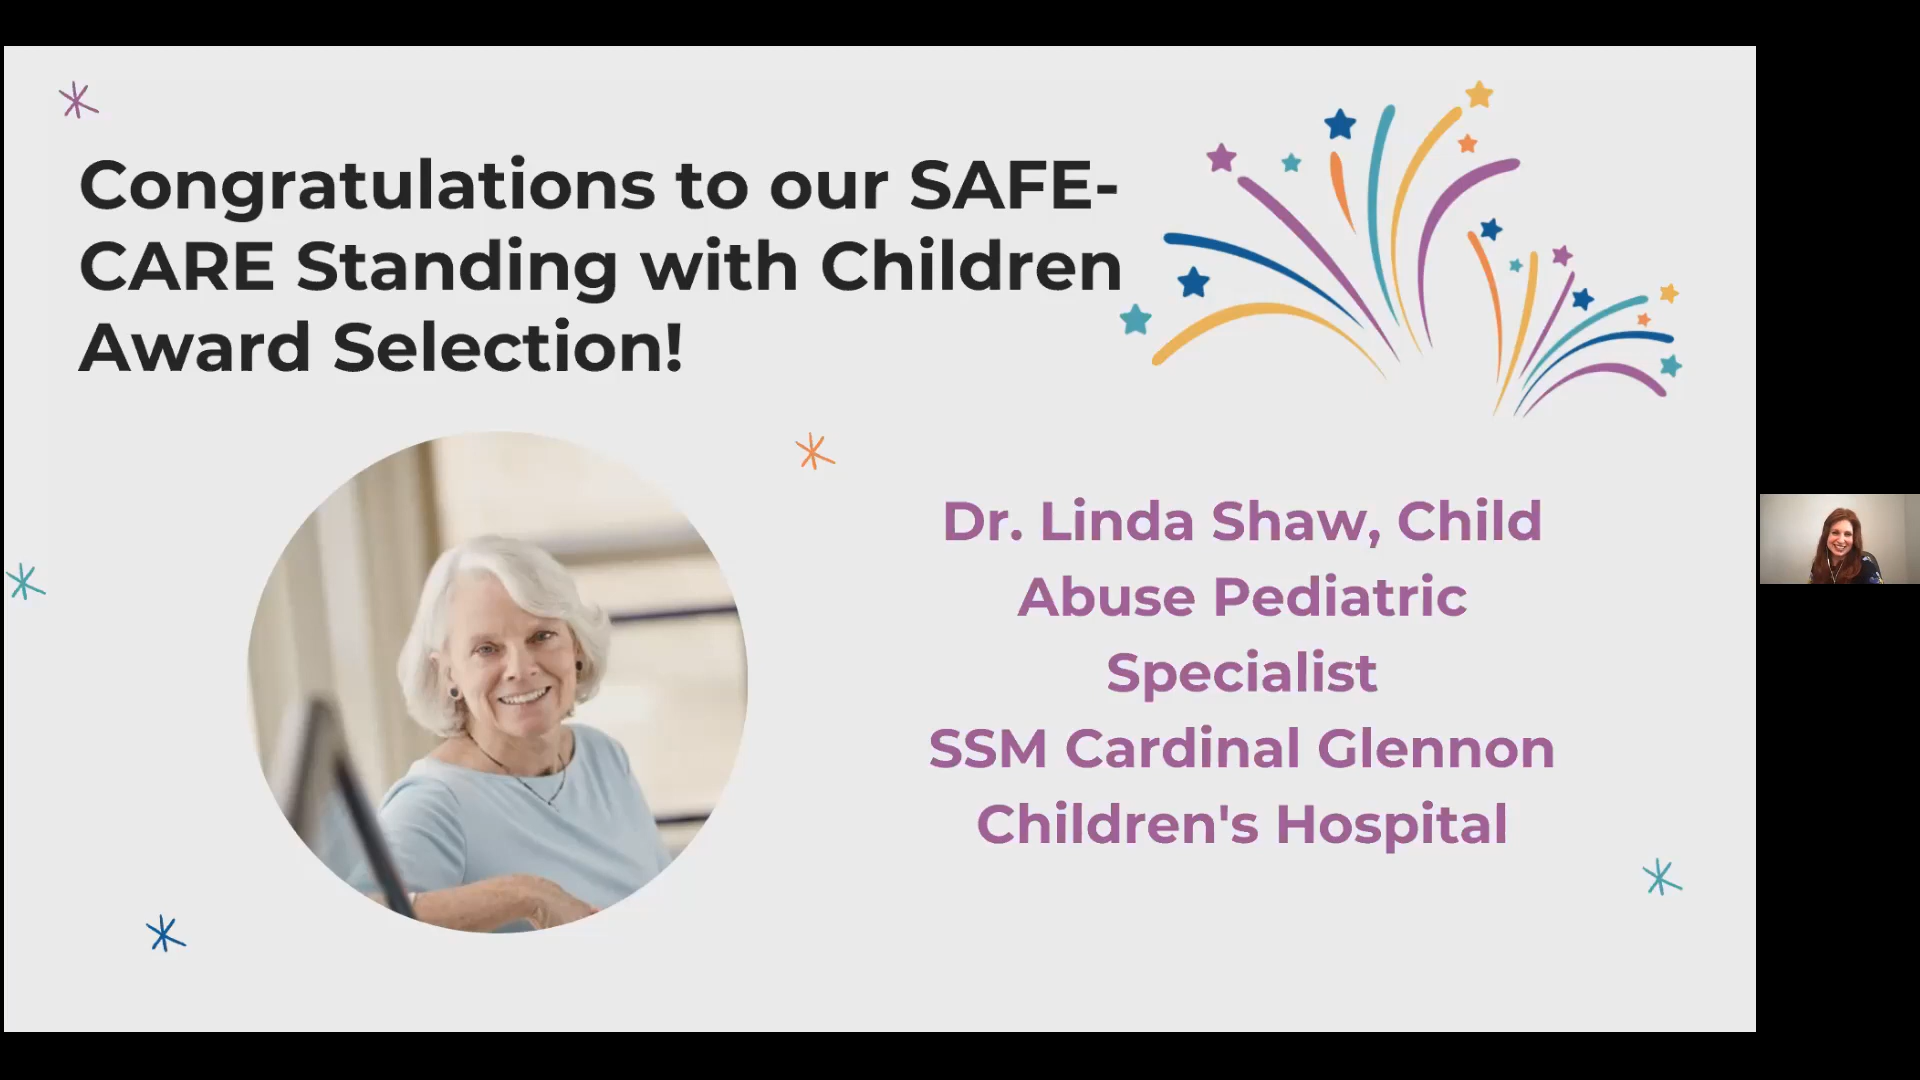 Congratulations to our SAFE-
CARE Standing with Children
Award Selection!
Dr. Linda Shaw, Child
Abuse Pediatric
Specialist
SSM Cardinal Glennon
Children's Hospital